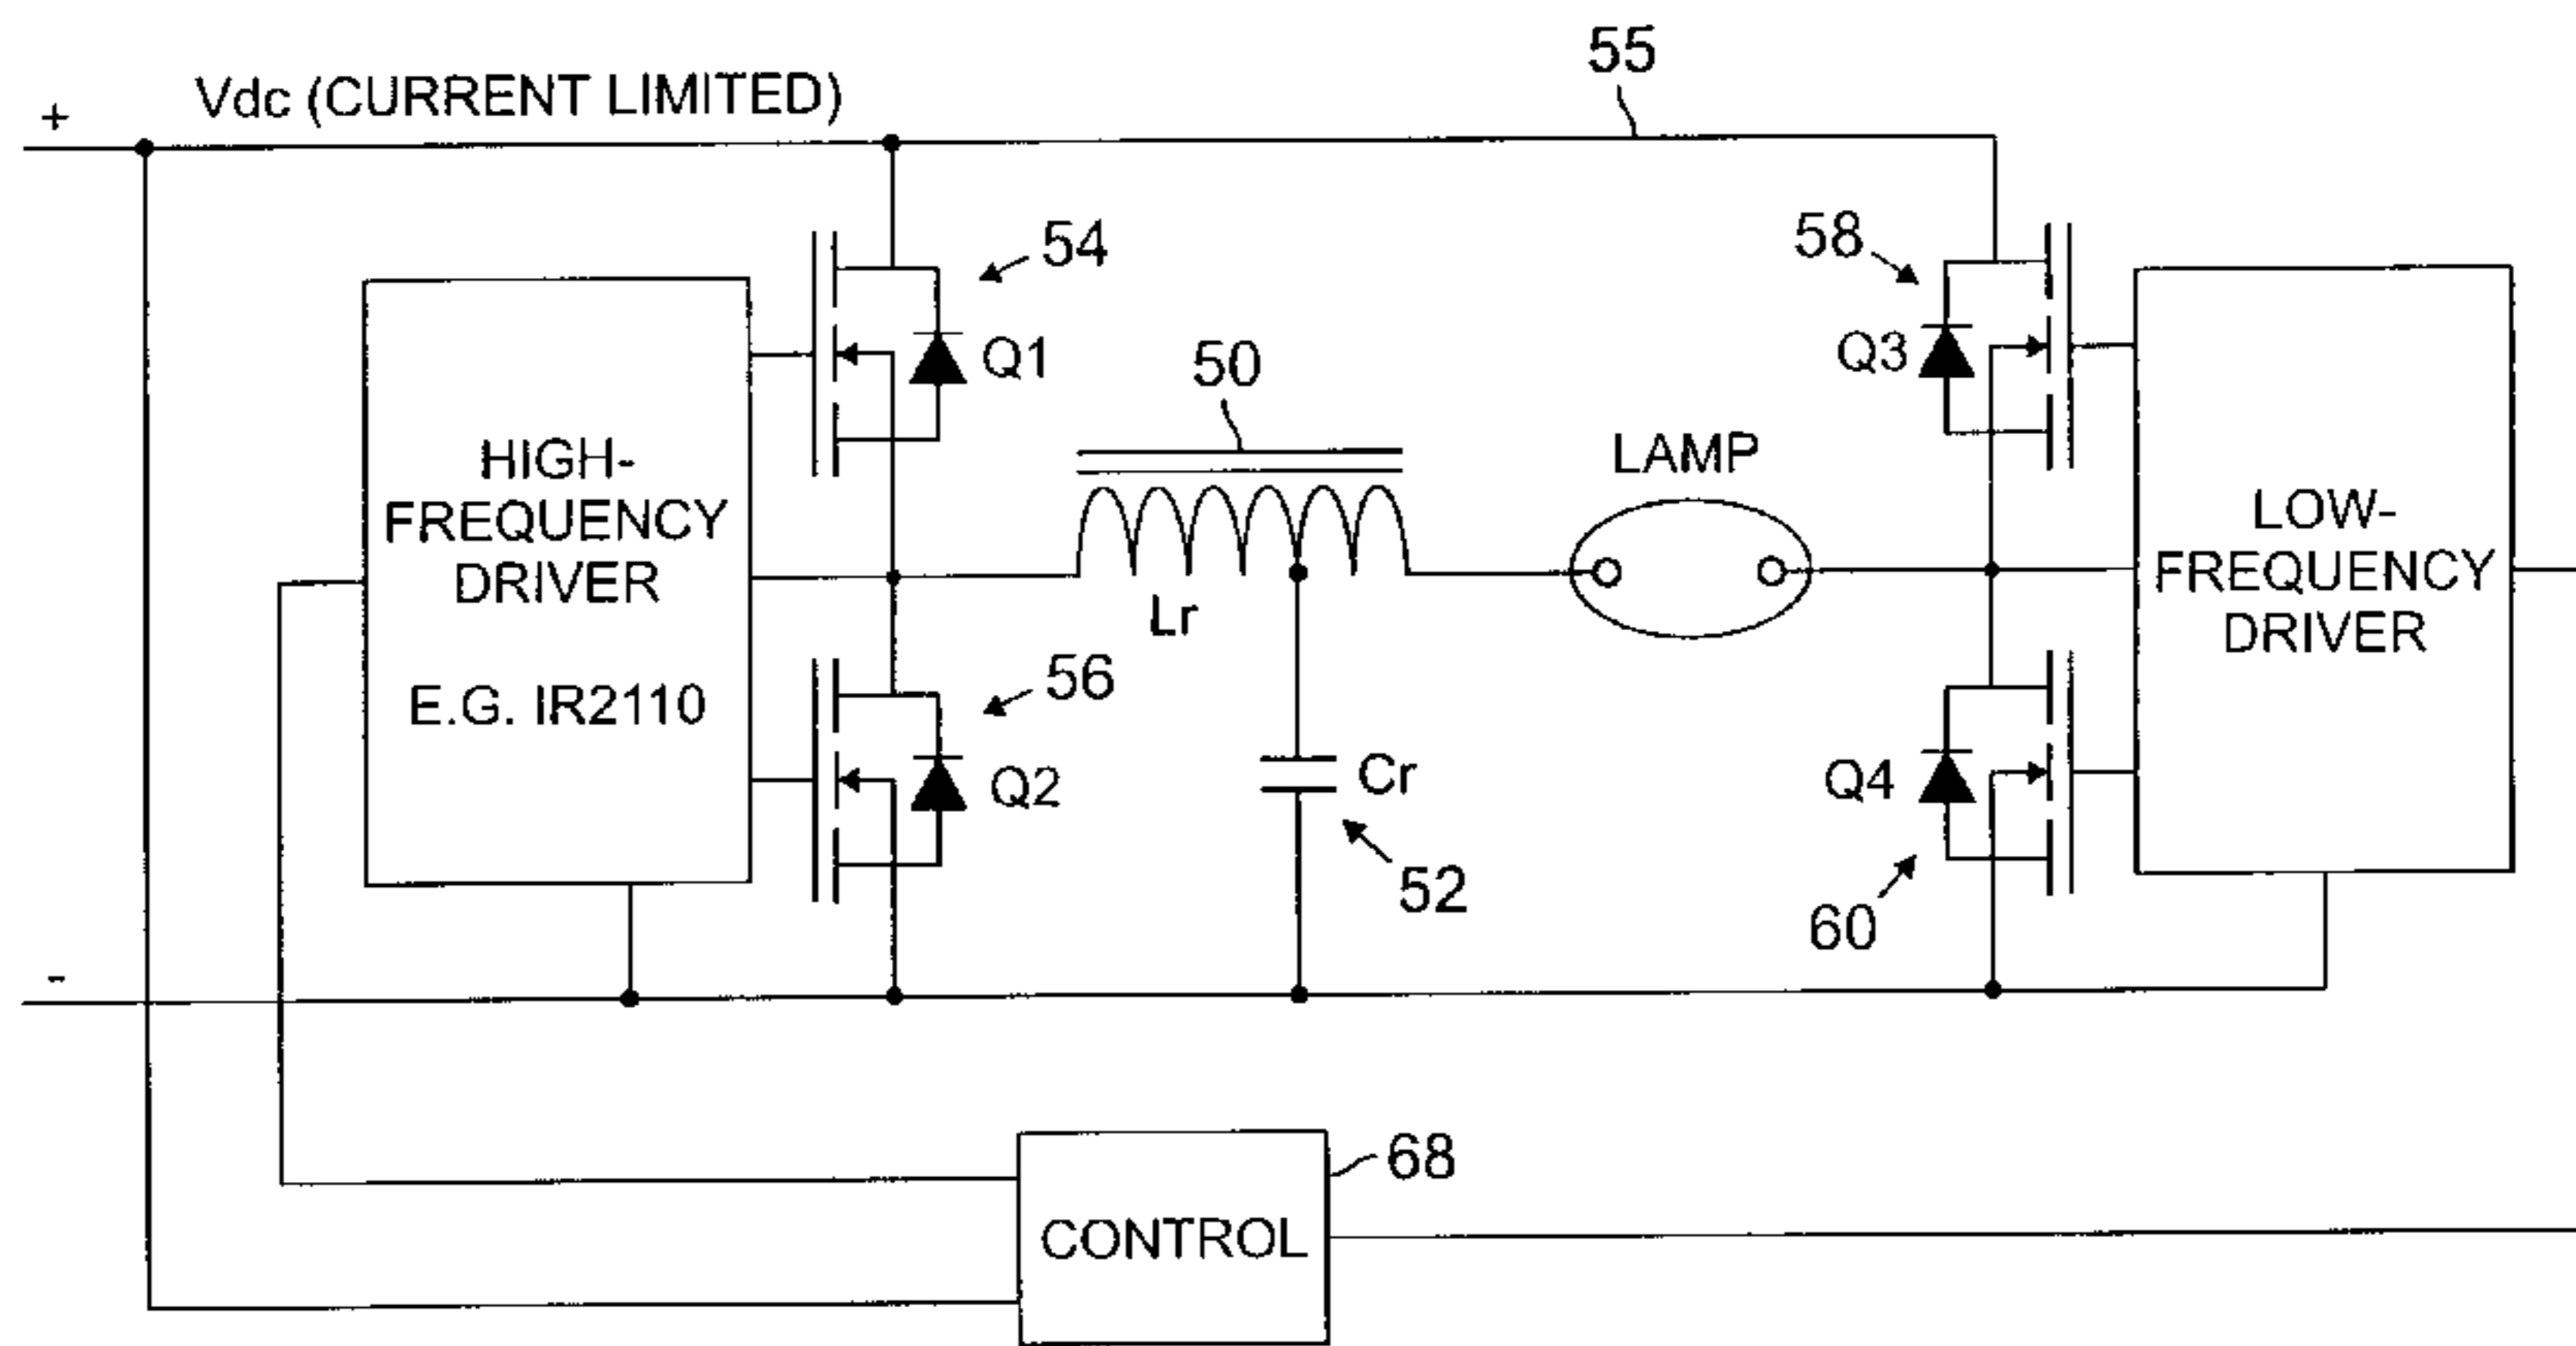 55
+
Vdc (CURRENT LIMITED)
54
58
Q1
Q3
50
HIGH-
FREQUENCY
DRIVER
E.G. IR2110
LAMP
LOW-
FREQUENCY
DRIVER
Lr
56
Q2
Cr
Q4
52
60
-
68
CONTROL